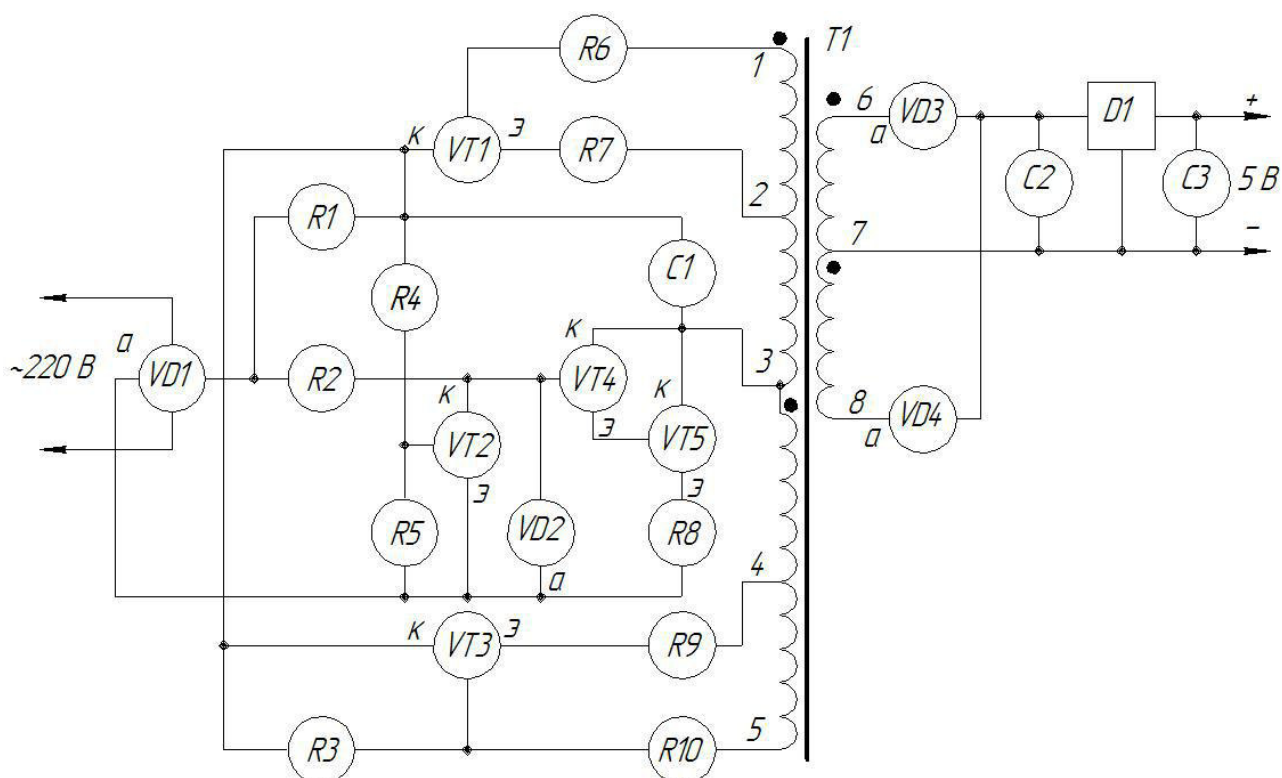 R6
1
T1
к
VT1
э
R7
6
а
VD3
D1
+
C2
C3
5 В
2
R1
7
–
C1
R4
~220 В
а
VD1
R2
к
VT4
э
к
VT5
э
3
8
а
VD4
к
VT2
э
R5
VD2
а
R8
4
к
VT3
э
R9
R3
R10
5